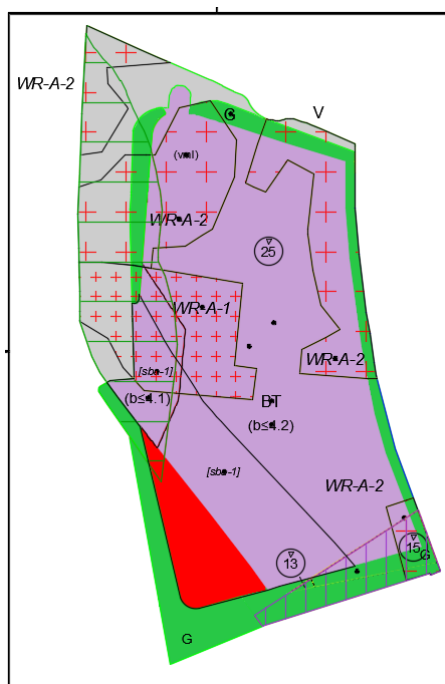 WR-A-2
G
V
(vml)
WR-A-2
25
WR-A-1
WR-A-2
[sba-1]
(b≤4.1)
BT
(b≤4.2)
[sba-1]
WR-A-2
13
15
G
G